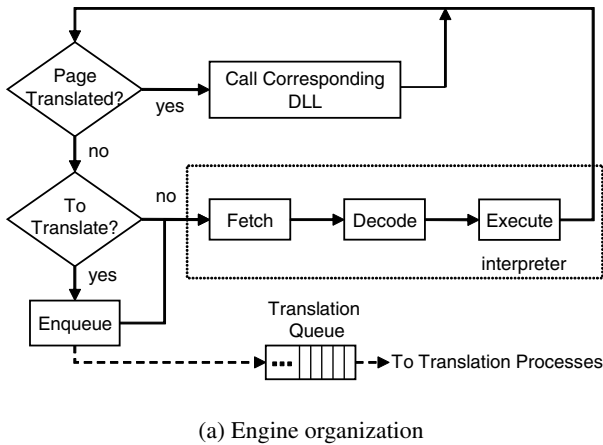 Page
Translated?
yes
Call Corresponding
DLL
no
To
Translate?
no
Fetch
Decode
Execute
interpreter
yes
Enqueue
Translation
Queue
To Translation Processes
(a) Engine organization